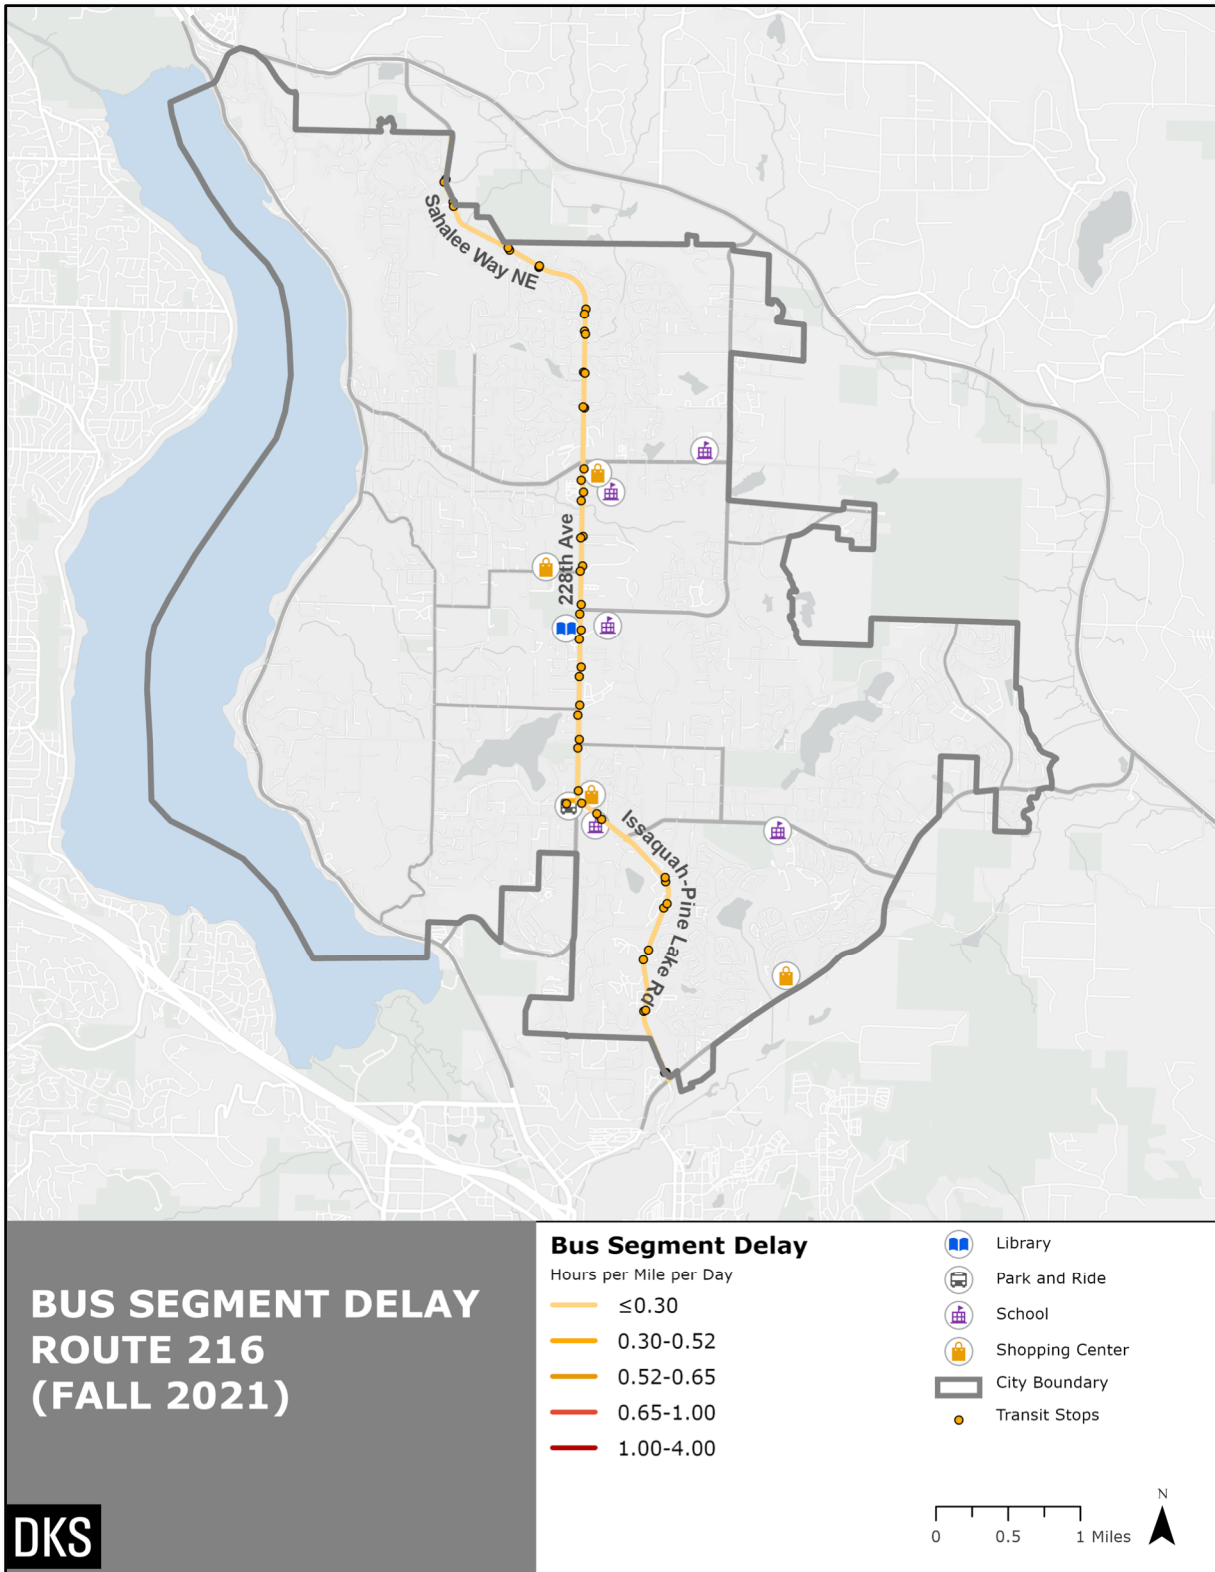 Sahalee Way NE
228th Ave
Issaquah-Pine Lake Rd
BUS SEGMENT DELAY
ROUTE 216
(FALL 2021)
DKS
Bus Segment Delay
Hours per Mile per Day
≤0.30
0.30-0.52
0.52-0.65
0.65-1.00
1.00-4.00
Library
Park and Ride
School
Shopping Center
City Boundary
Transit Stops
N
0 0.5 1 Miles